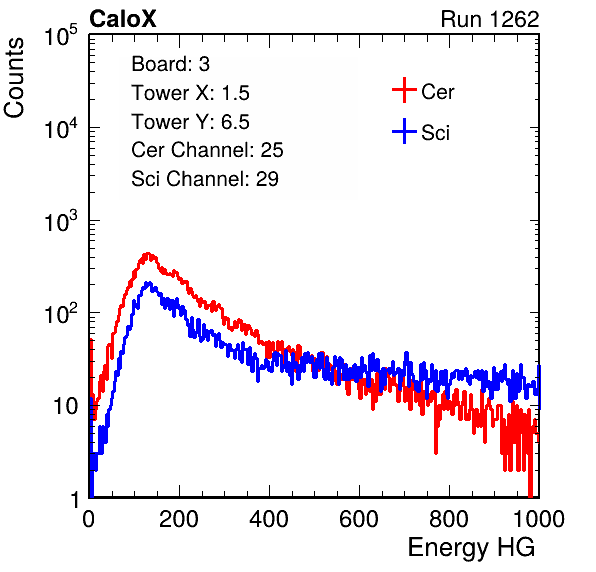 CaloX Run 1262
Counts
10^5
10^4
10^3
10^2
10
1
Board: 3
Tower X: 1.5
Tower Y: 6.5
Cer Channel: 25
Sci Channel: 29
Cer
Sci
0 200 400 600 800 1000
Energy HG